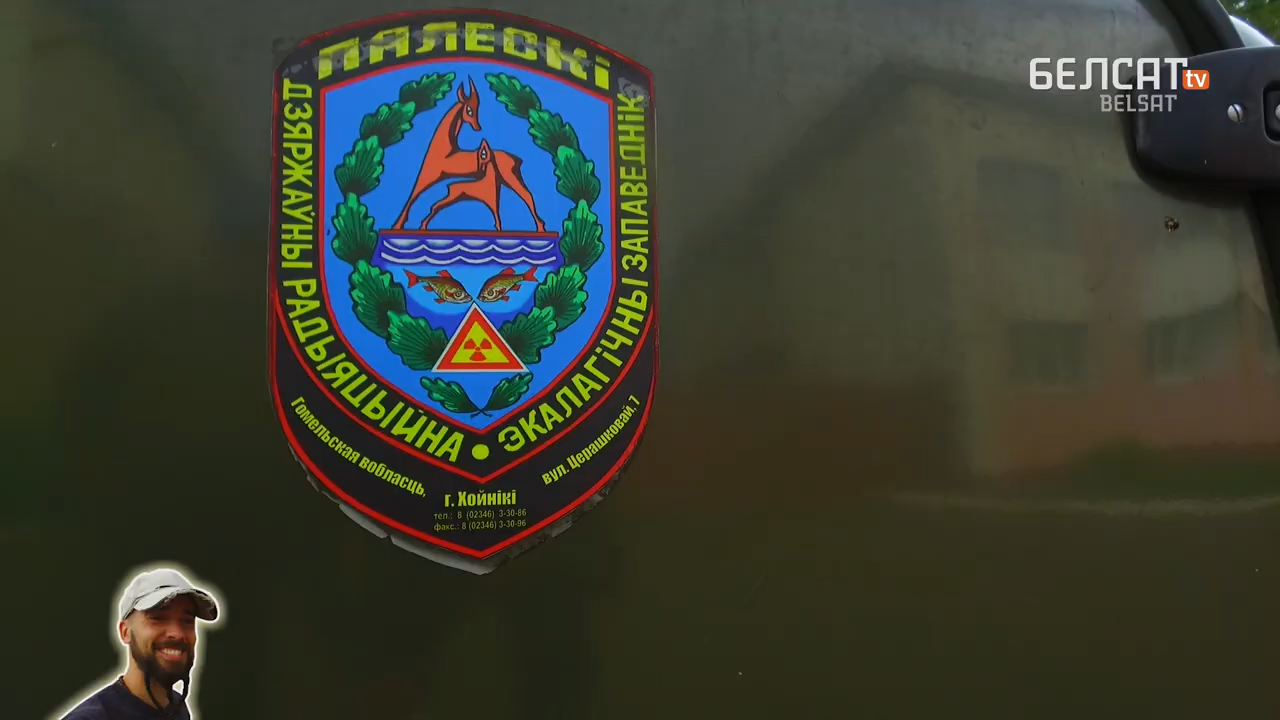 ПАЛЕСКІ
ДЗЯРЖАЎНЫ РАДЫЯЦЫЙНА • ЭКАЛАГІЧНЫ ЗАПАВЕДНІК
Гомельская вобласць,
г. Хойнікі
вул. Церашковай, 7
тел.: 8 (02346) 3-30-86
факс.: 8 (02346) 3-30-96
БЕЛСАТ tv
BELSAT